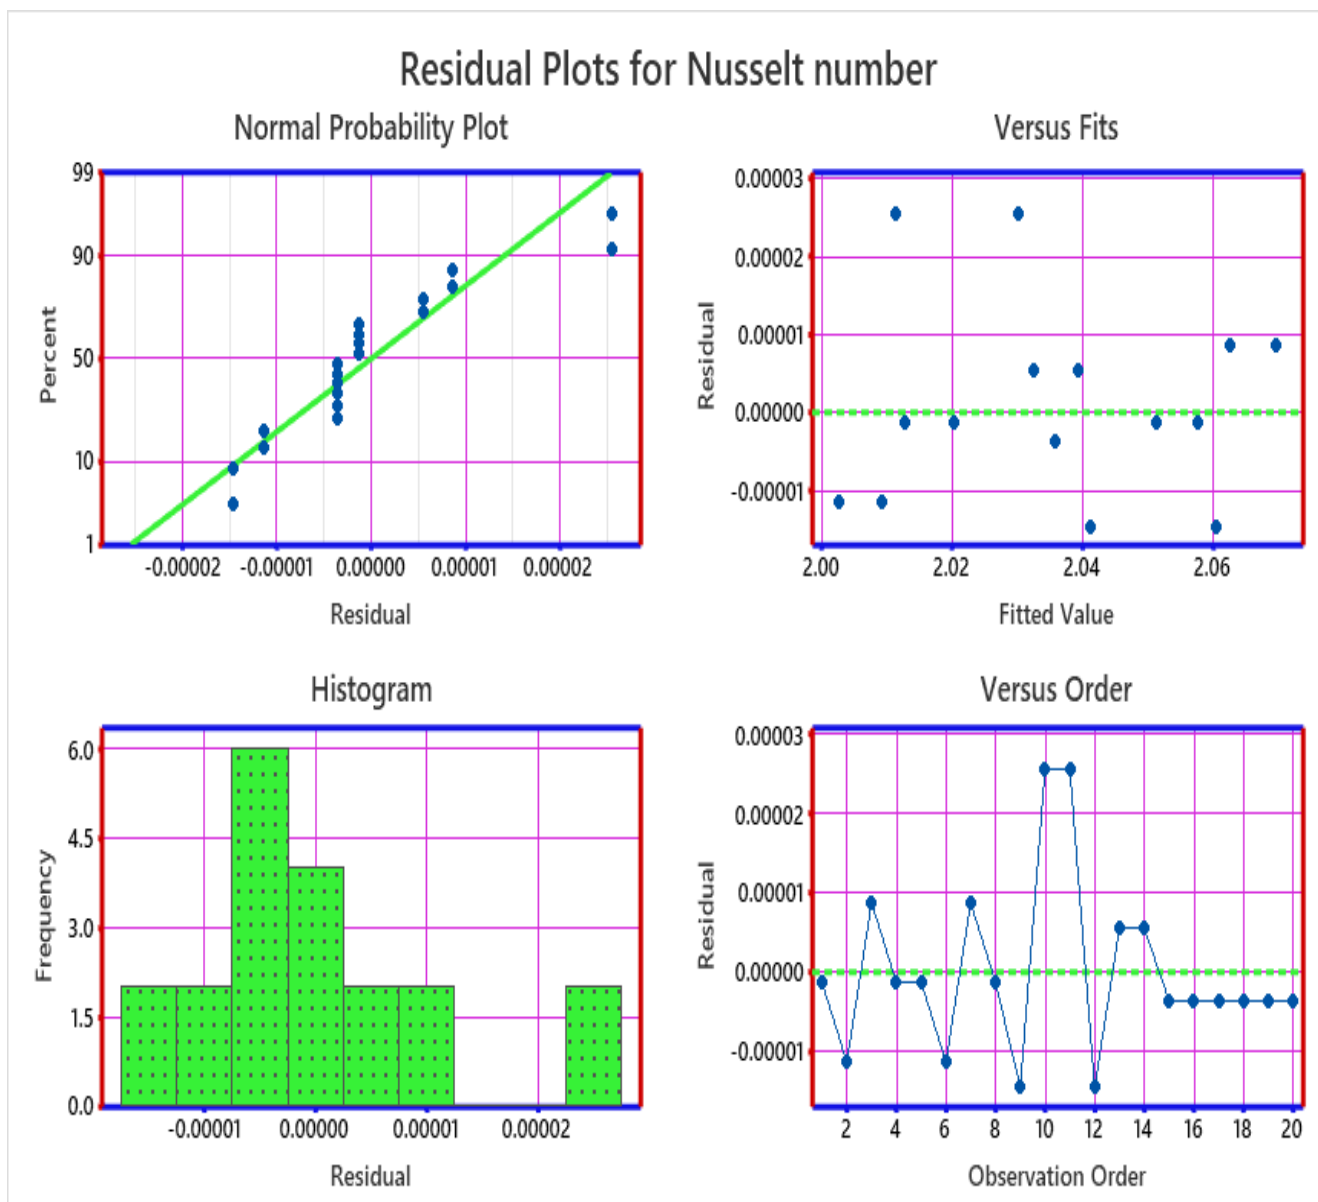 Residual Plots for Nusselt number
Normal Probability Plot
99
90
50
10
1
Percent
-0.00002 -0.00001 0.00000 0.00001 0.00002
Residual
Versus Fits
0.00003
0.00002
0.00001
0.00000
-0.00001
Residual
2.00 2.02 2.04 2.06
Fitted Value
Histogram
6.0
4.5
3.0
1.5
0.0
Frequency
-0.00001 0.00000 0.00001 0.00002
Residual
Versus Order
0.00003
0.00002
0.00001
0.00000
-0.00001
Residual
2 4 6 8 10 12 14 16 18 20
Observation Order